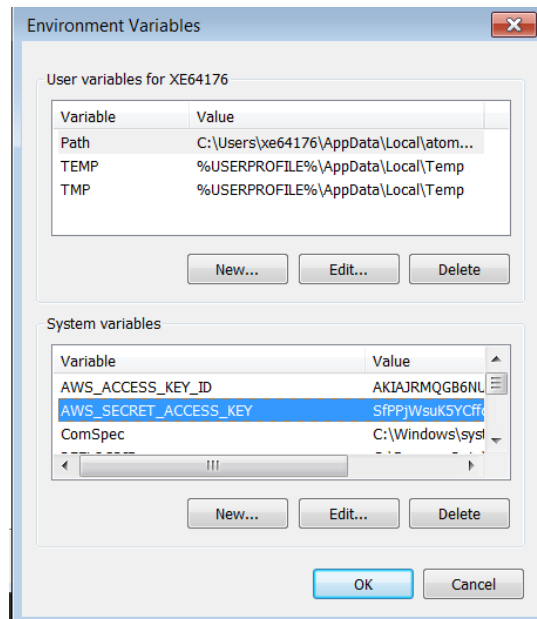 Environment Variables
User variables for XE64176
Variable Value
Path C:\Users\xe64176\AppData\Local\atom...
TEMP %USERPROFILE%\AppData\Local\Temp
TMP %USERPROFILE%\AppData\Local\Temp
New... Edit... Delete
System variables
Variable Value
AWS_ACCESS_KEY_ID AKIAJRMQGB6NU
AWS_SECRET_ACCESS_KEY SfPPjWsuK5YCff
ComSpec C:\Windows\syst
New... Edit... Delete
OK Cancel